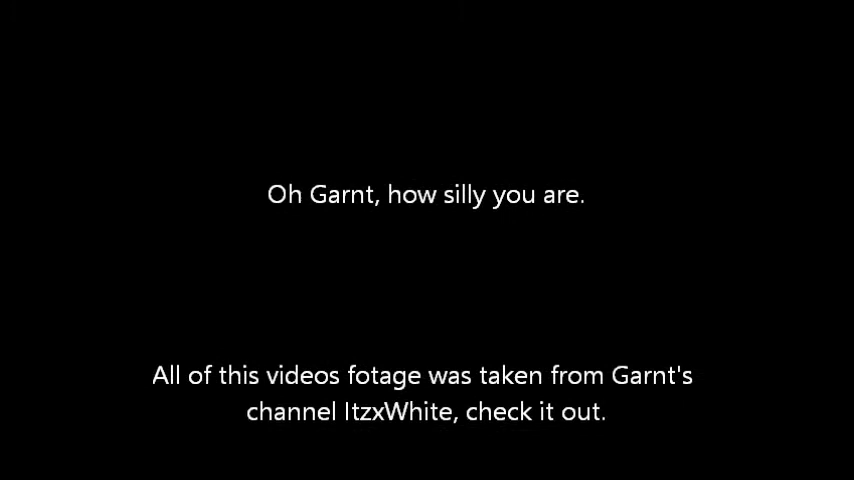 Oh Garnt, how silly you are.
All of this videos fotage was taken from Garnt's
channel ItzxWhite, check it out.